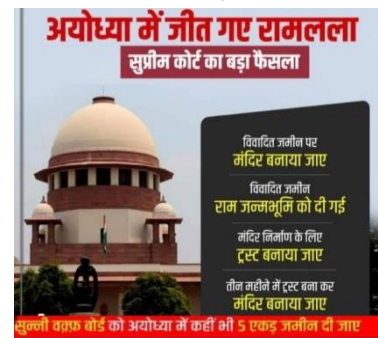 अयोध्या में जीत गए रामलला
सुप्रीम कोर्ट का बड़ा फैसला
विवादित जमीन पर
मंदिर बनाया जाए
विवादित जमीन
राम जन्मभूमि को दी गई
मंदिर निर्माण के लिए
ट्रस्ट बनाया जाए
तीन महीने में ट्रस्ट बना कर
मंदिर बनाया जाए
सुन्नी वक़्फ़ बोर्ड को अयोध्या में कहीं भी 5 एकड़ जमीन दी जाए